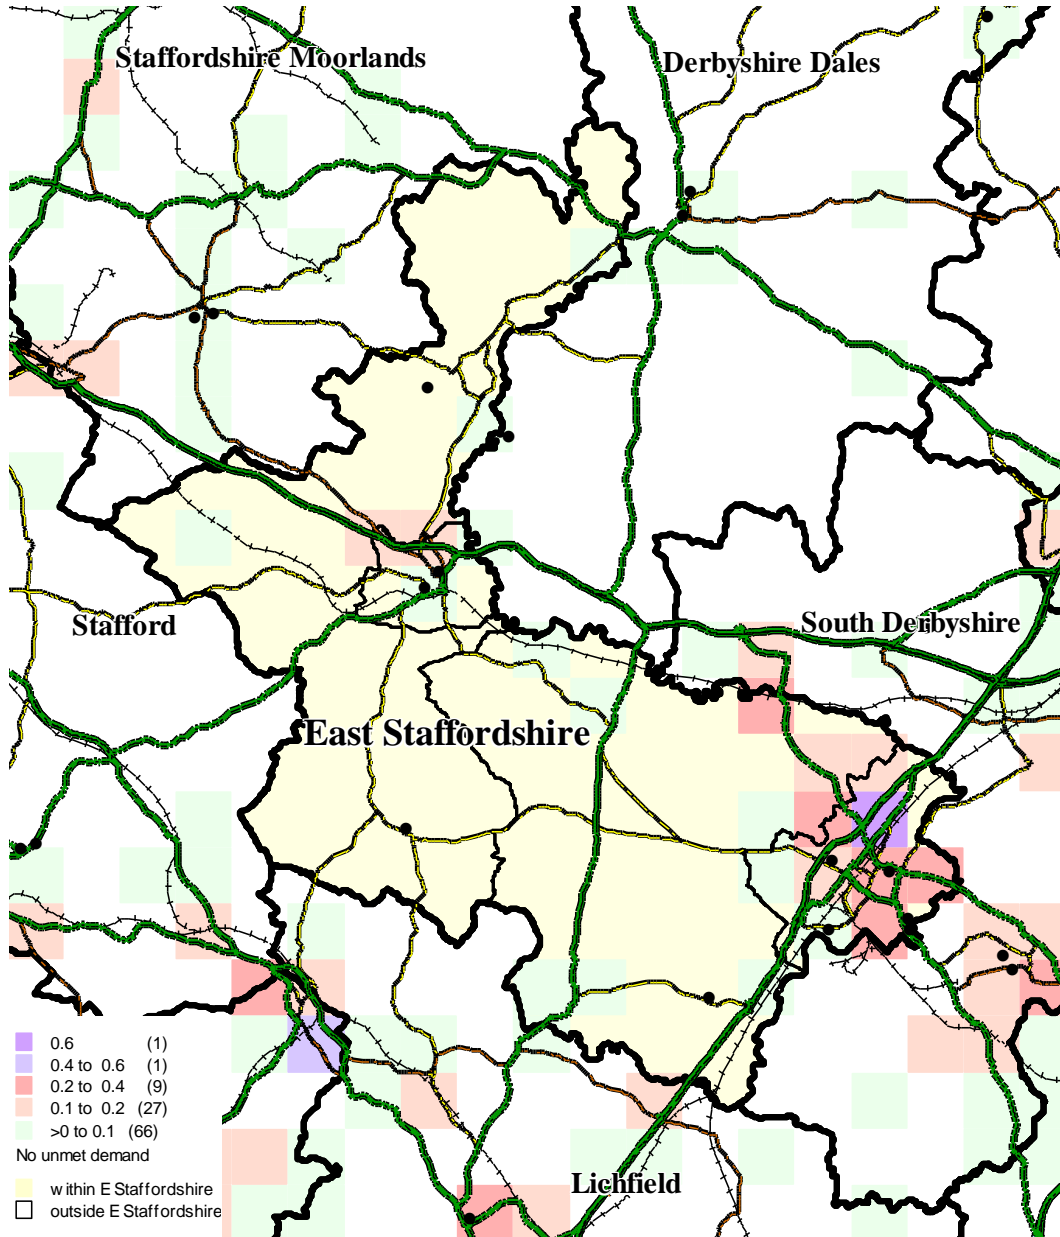 Staffordshire Moorlands
Derbyshire Dales
Stafford
South Derbyshire
East Staffordshire
Lichfield
0.6 (1)
0.4 to 0.6 (1)
0.2 to 0.4 (9)
0.1 to 0.2 (27)
>0 to 0.1 (66)
No unmet demand
within E Staffordshire
outside E Staffordshire